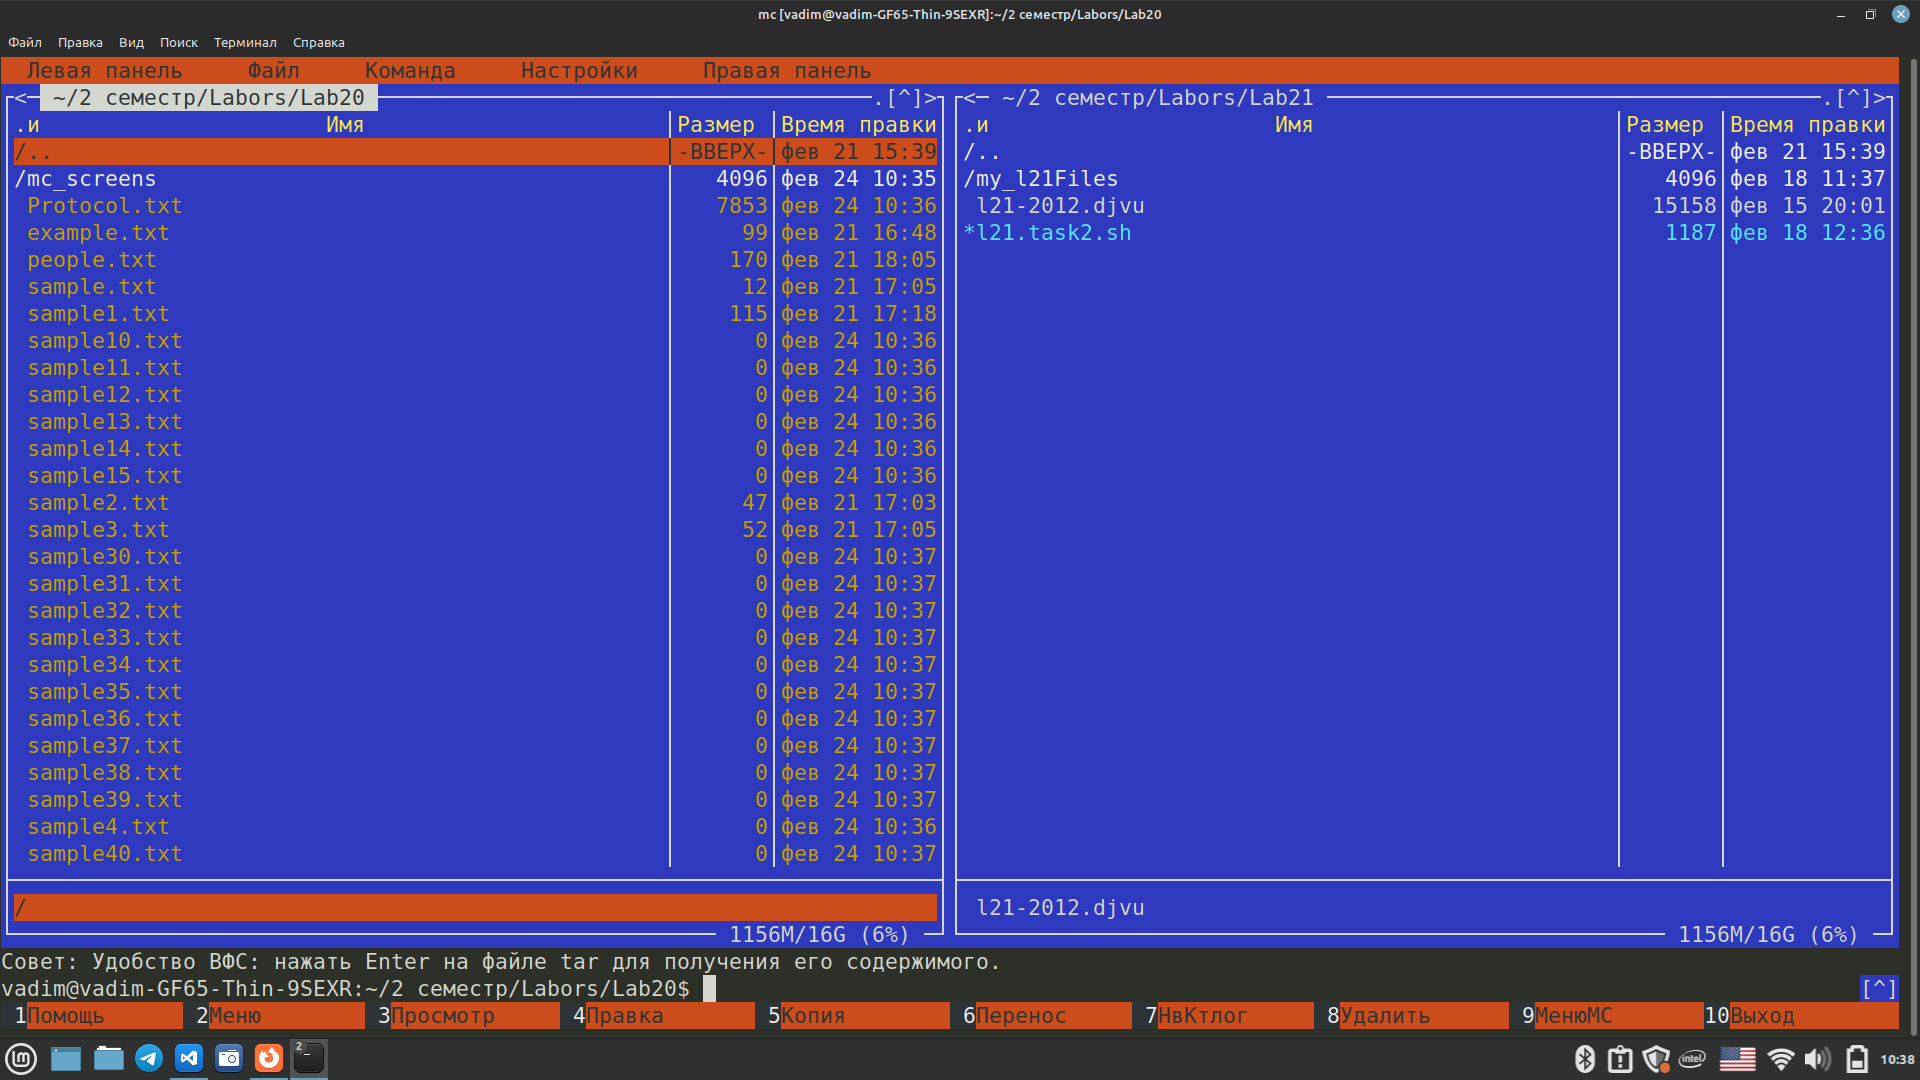 mc [vadim@vadim-GF65-Thin-9SEXR]:~/2 семестр/Labors/Lab20
Файл Правка Вид Поиск Терминал Справка
Левая панель Файл Команда Настройки Правая панель
<─ ~/2 семестр/Labors/Lab20 .[^]>
.и Имя Размер Время правки
/.. -ВВЕРХ- фев 21 15:39
/mc_screens 4096 фев 24 10:35
Protocol.txt 7853 фев 24 10:36
example.txt 99 фев 21 16:48
people.txt 170 фев 21 18:05
sample.txt 12 фев 21 17:05
sample1.txt 115 фев 21 17:18
sample10.txt 0 фев 24 10:36
sample11.txt 0 фев 24 10:36
sample12.txt 0 фев 24 10:36
sample13.txt 0 фев 24 10:36
sample14.txt 0 фев 24 10:36
sample15.txt 0 фев 24 10:36
sample2.txt 47 фев 21 17:03
sample3.txt 52 фев 21 17:05
sample30.txt 0 фев 24 10:37
sample31.txt 0 фев 24 10:37
sample32.txt 0 фев 24 10:37
sample33.txt 0 фев 24 10:37
sample34.txt 0 фев 24 10:37
sample35.txt 0 фев 24 10:37
sample36.txt 0 фев 24 10:37
sample37.txt 0 фев 24 10:37
sample38.txt 0 фев 24 10:37
sample39.txt 0 фев 24 10:37
sample4.txt 0 фев 24 10:36
sample40.txt 0 фев 24 10:37
/
1156M/16G (6%)
<─ ~/2 семестр/Labors/Lab21 .[^]>
.и Имя Размер Время правки
/.. -ВВЕРХ- фев 21 15:39
/my_l21Files 4096 фев 18 11:37
l21-2012.djvu 15158 фев 15 20:01
*l21.task2.sh 1187 фев 18 12:36
l21-2012.djvu
1156M/16G (6%)
Совет: Удобство ВФС: нажать Enter на файле tar для получения его содержимого.
vadim@vadim-GF65-Thin-9SEXR:~/2 семестр/Labors/Lab20$ [^]
1Помощь 2Меню 3Просмотр 4Правка 5Копия 6Перенос 7НвКтлог 8Удалить 9МенюMC 10Выход
2 intel 10:38